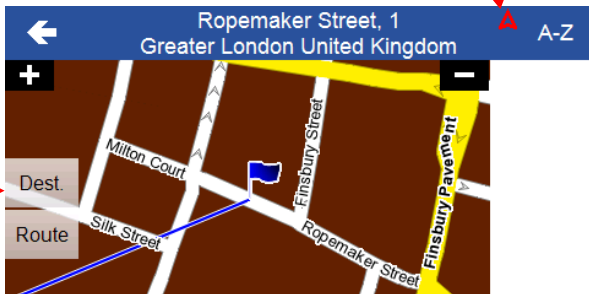 Ropemaker Street, 1
Greater London United Kingdom
A-Z
+
−
Milton Court
Finsbury Street
Finsbury Pavement
Dest.
Silk Street
Route
Ropemaker Street